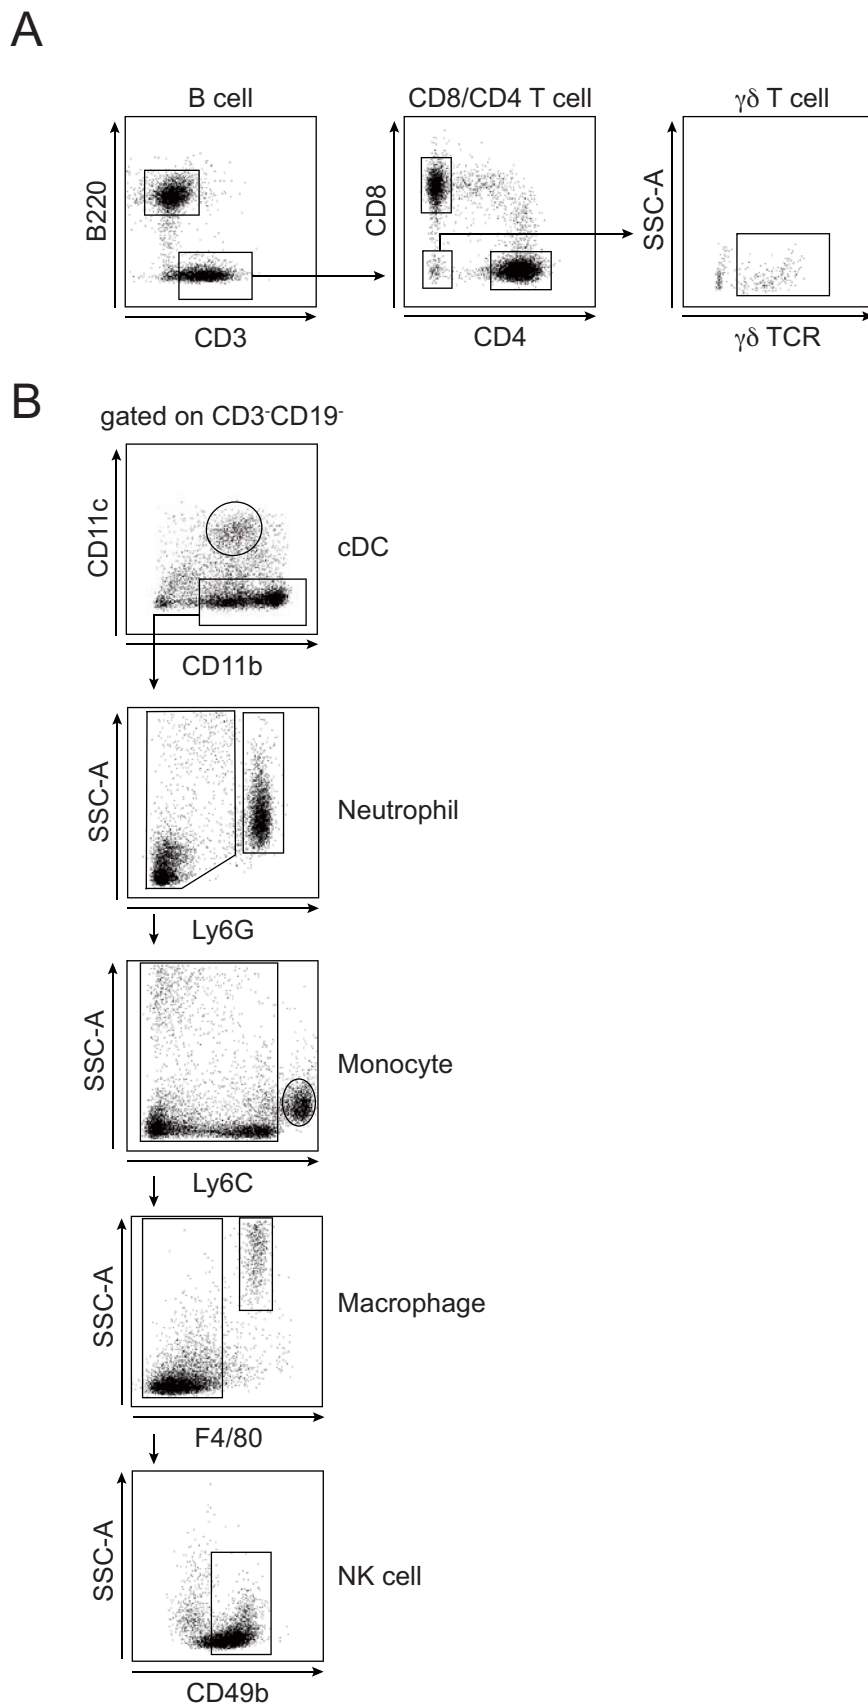 A
B cell
CD8/CD4 T cell
γδ T cell
B220
CD8
SSC-A
CD3
CD4
γδ TCR
B
gated on CD3-CD19-
CD11c
cDC
CD11b
SSC-A
Neutrophil
Ly6G
SSC-A
Monocyte
Ly6C
SSC-A
Macrophage
F4/80
SSC-A
NK cell
CD49b